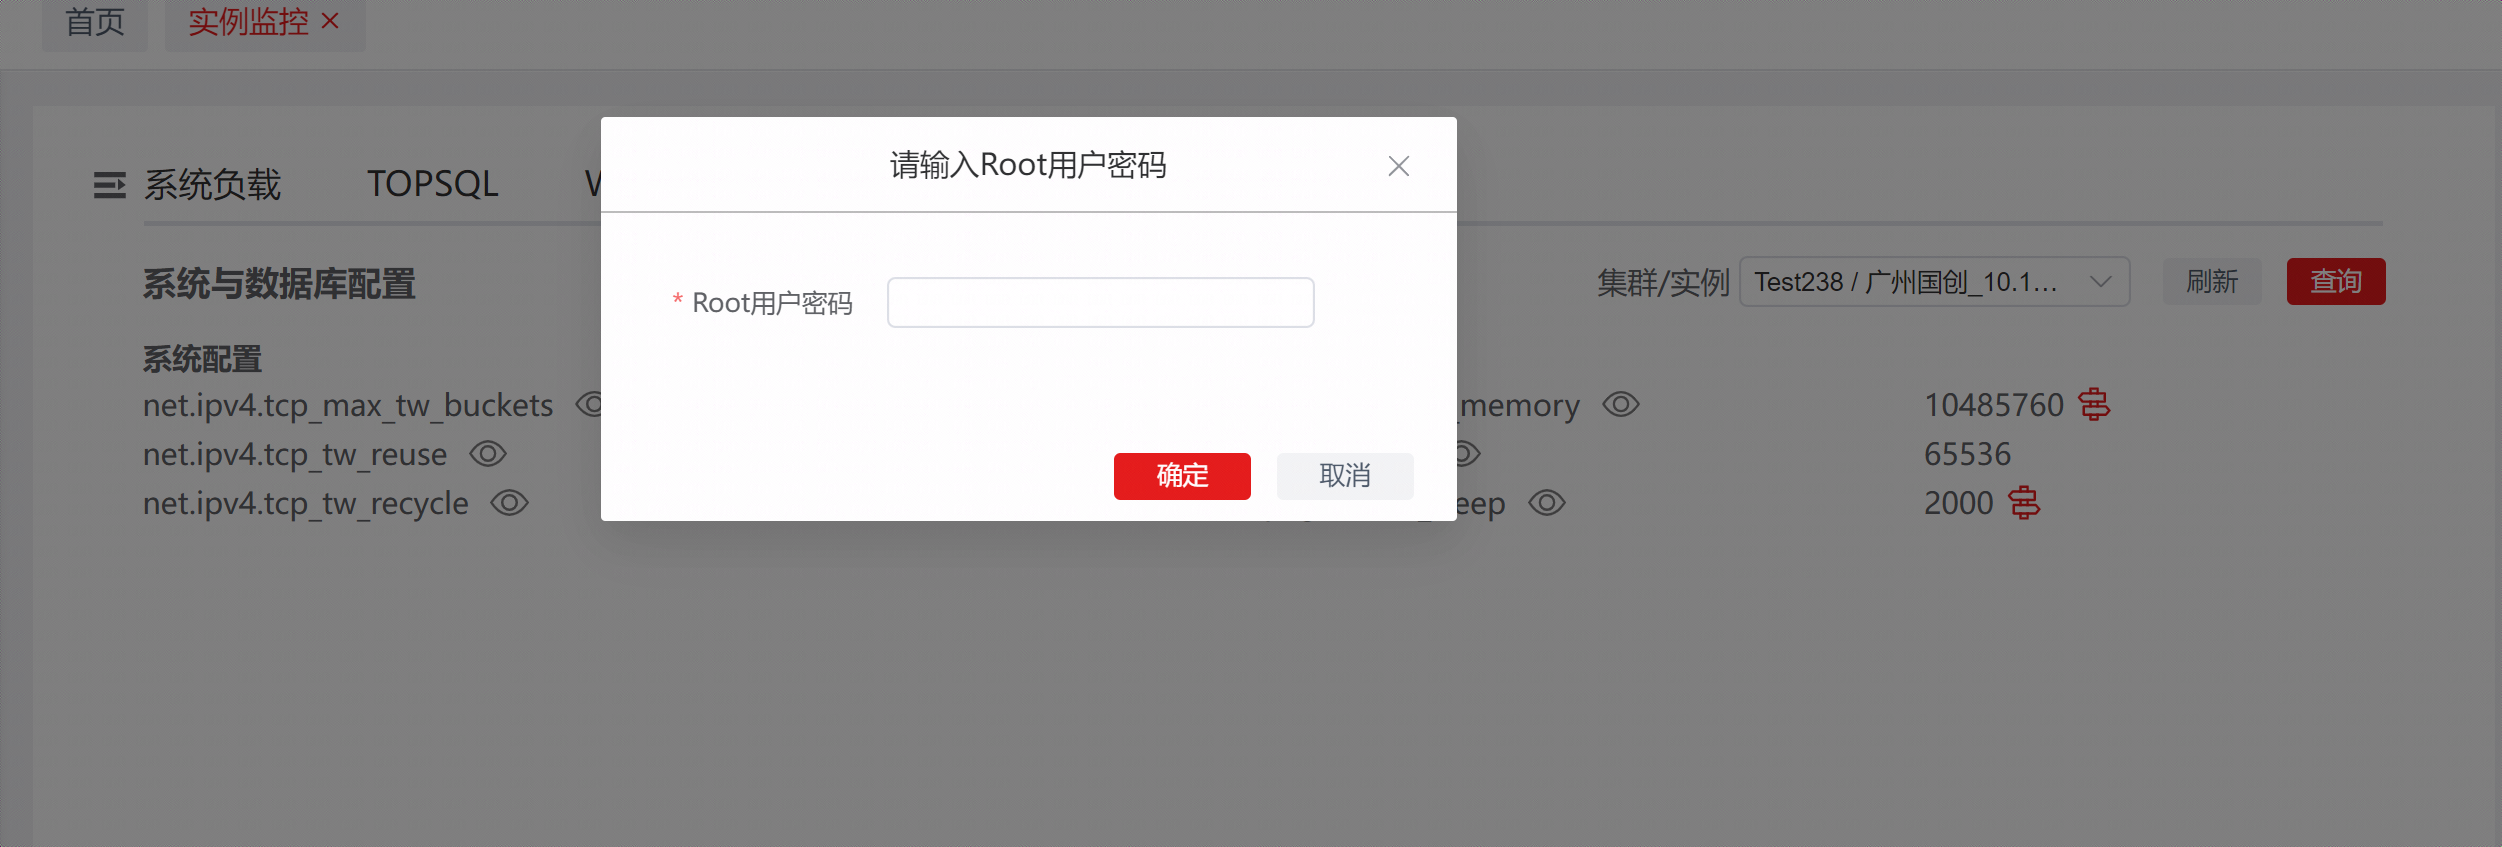 首页 实例监控
请输入Root用户密码
系统负载 TOPSQL
* Root用户密码
系统与数据库配置 集群/实例 Test238 / 广州国创_10.1... 刷新 查询
系统配置
net.ipv4.tcp_max_tw_buckets _memory 10485760
net.ipv4.tcp_tw_reuse 65536
确定 取消
net.ipv4.tcp_tw_recycle eep 2000